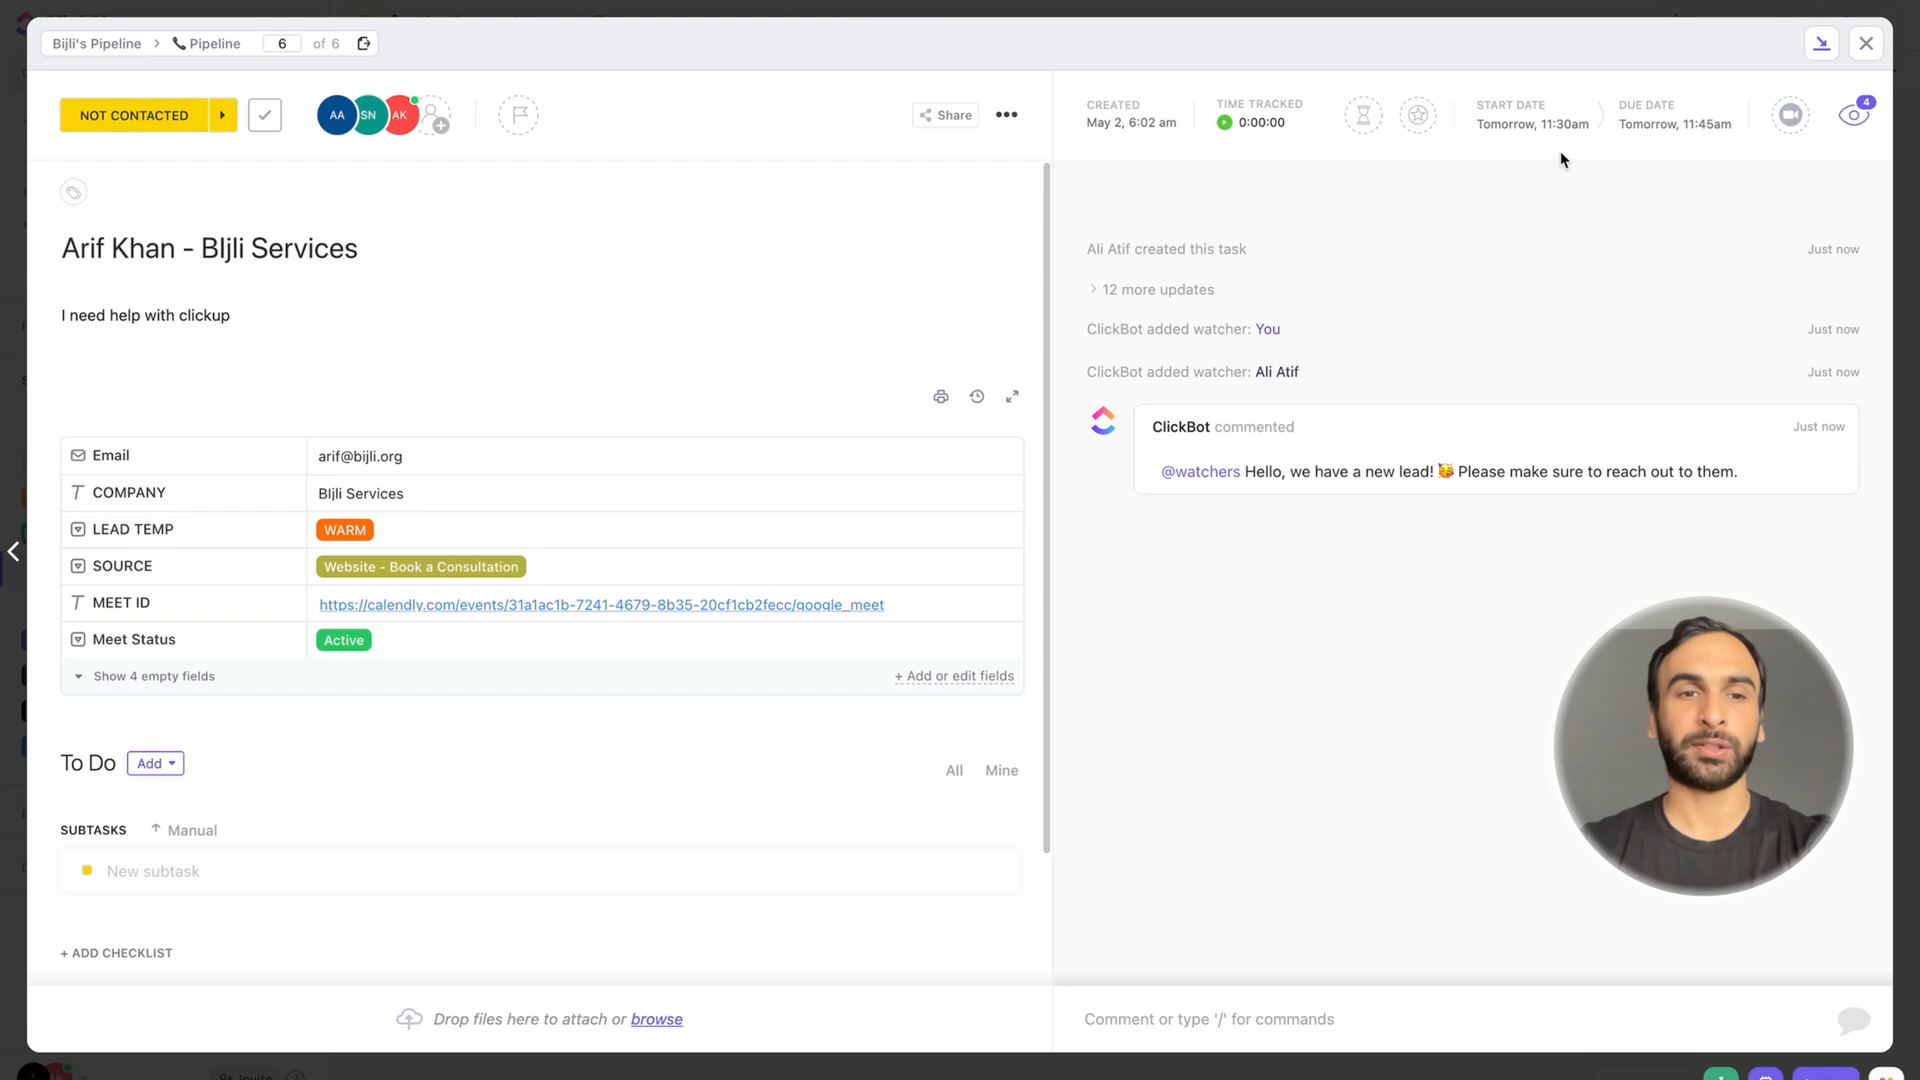 Bijli's Pipeline > Pipeline 6 of 6
NOT CONTACTED
AA SN AK
Share
CREATED
May 2, 6:02 am
TIME TRACKED
0:00:00
START DATE
Tomorrow, 11:30am
DUE DATE
Tomorrow, 11:45am
4
Arif Khan - BIjli Services
I need help with clickup
Email arif@bijli.org
COMPANY BIjli Services
LEAD TEMP WARM
SOURCE Website - Book a Consultation
MEET ID https://calendly.com/events/31a1ac1b-7241-4679-8b35-20cf1cb2fecc/google_meet
Meet Status Active
Show 4 empty fields + Add or edit fields
To Do Add
All Mine
SUBTASKS Manual
New subtask
+ ADD CHECKLIST
Drop files here to attach or browse
Ali Atif created this task Just now
12 more updates
ClickBot added watcher: You Just now
ClickBot added watcher: Ali Atif Just now
ClickBot commented Just now
@watchers Hello, we have a new lead! 🥳 Please make sure to reach out to them.
Comment or type '/' for commands